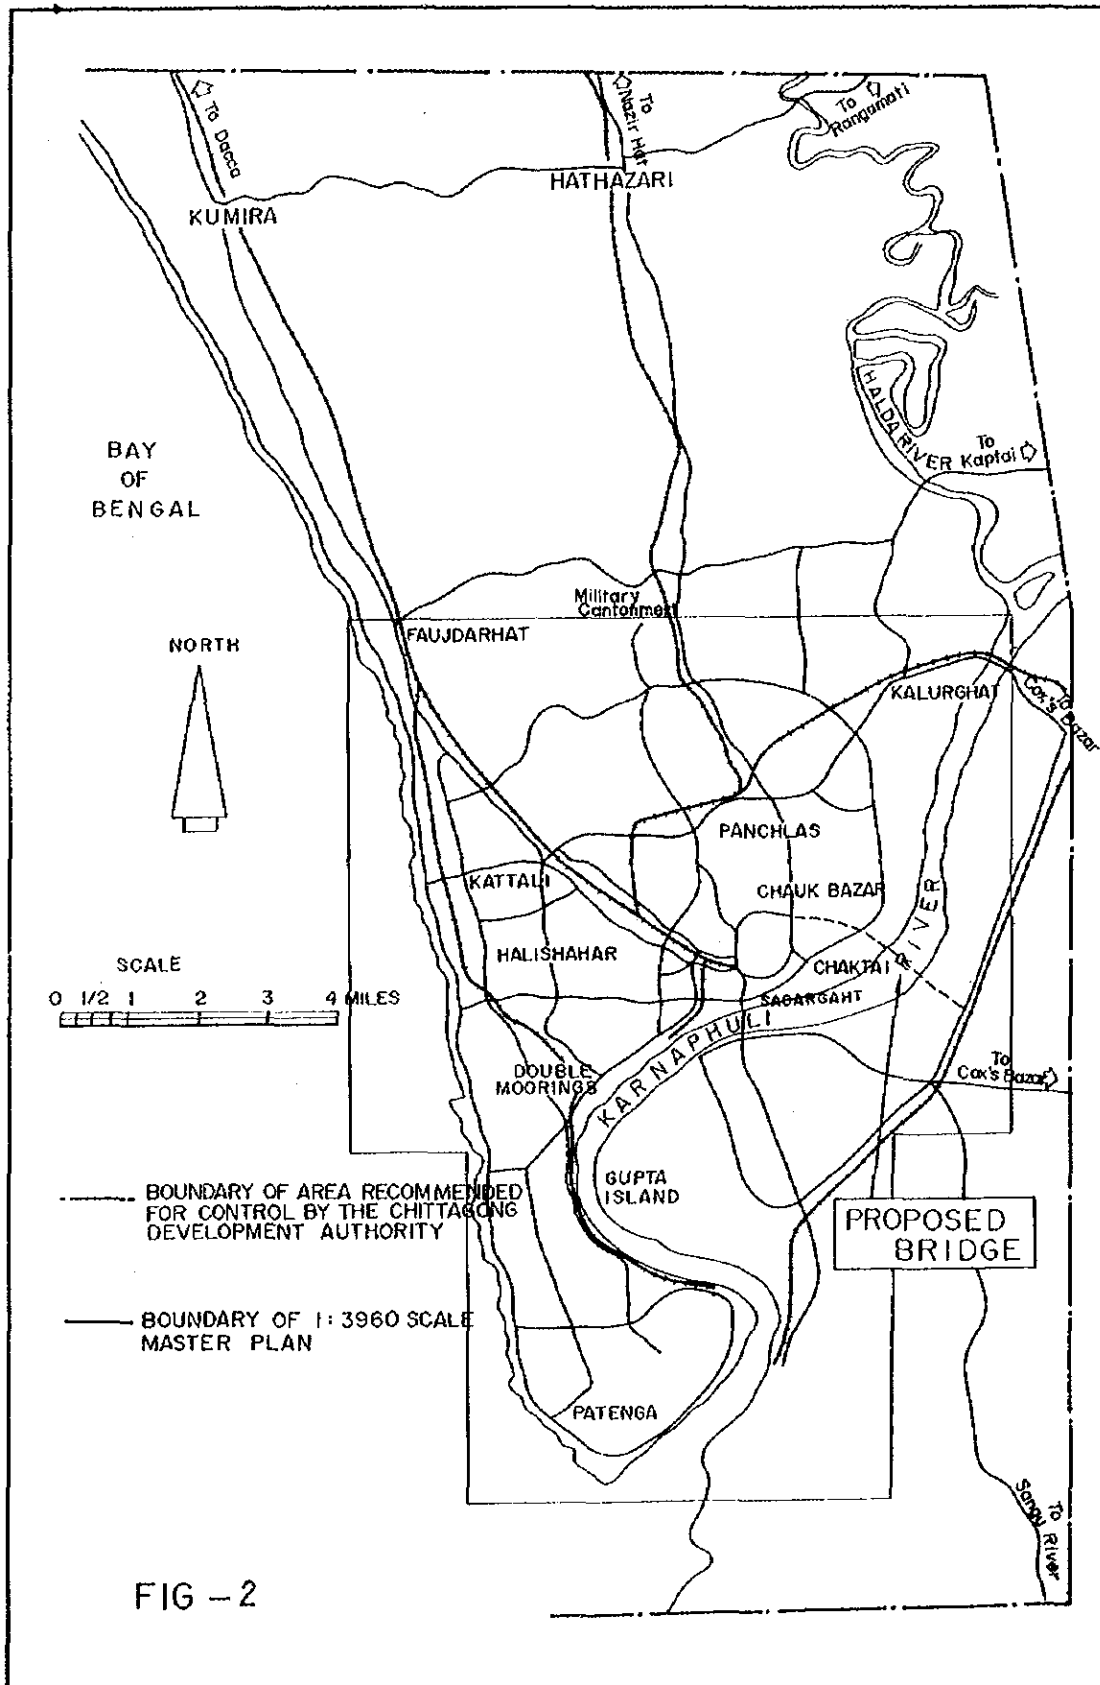 To Dacca
To
Nazir Hat
To
Rangamati
HATHAZARI
KUMIRA
HALDA RIVER
To
Kaptai
BAY
OF
BENGAL
Military
Cantonment
FAUJDARHAT
NORTH
KALURGHAT
To
Cox's Bazar
PANCHLAS
KATTALI
CHAUK BAZAR
HALISHAHAR
CHAKTAI
SADARGAHT
KARNAPHULI RIVER
SCALE
0 1/2 1 2 3 4 MILES
DOUBLE
MOORINGS
To
Cox's Bazar
GUPTA
ISLAND
BOUNDARY OF AREA RECOMMENDED
FOR CONTROL BY THE CHITTAGONG
DEVELOPMENT AUTHORITY
PROPOSED
BRIDGE
BOUNDARY OF 1:3960 SCALE
MASTER PLAN
PATENGA
To
Sangu River
FIG - 2